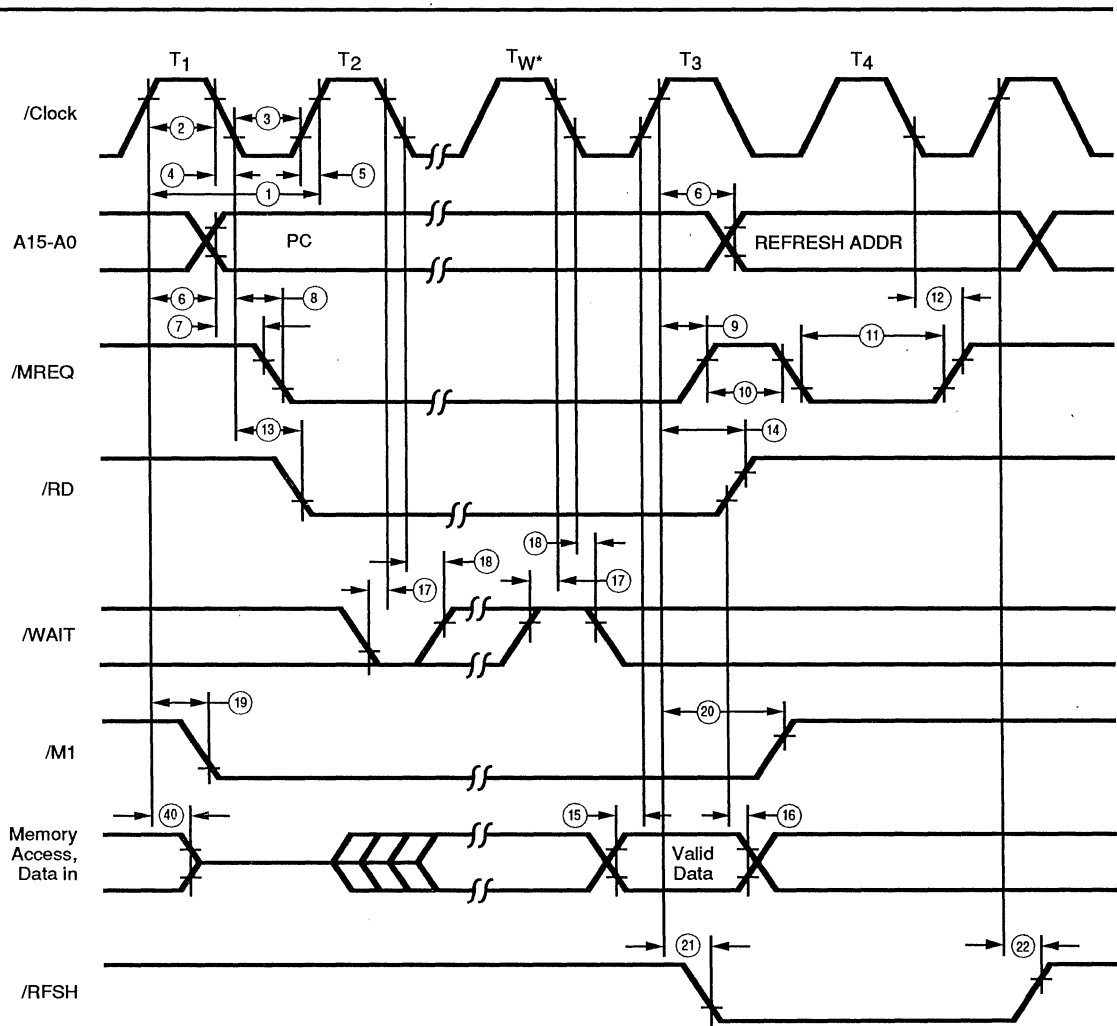 T1 T2 TW* T3 T4
/Clock
2 3
4 1 5
6
A15-A0 PC REFRESH ADDR
6 8 12
7 9 11
/MREQ
10
13 14
/RD
18 18
17 17
/WAIT
19 20
/M1
40 15 16
Memory
Access,
Data in
Valid
Data
21 22
/RFSH